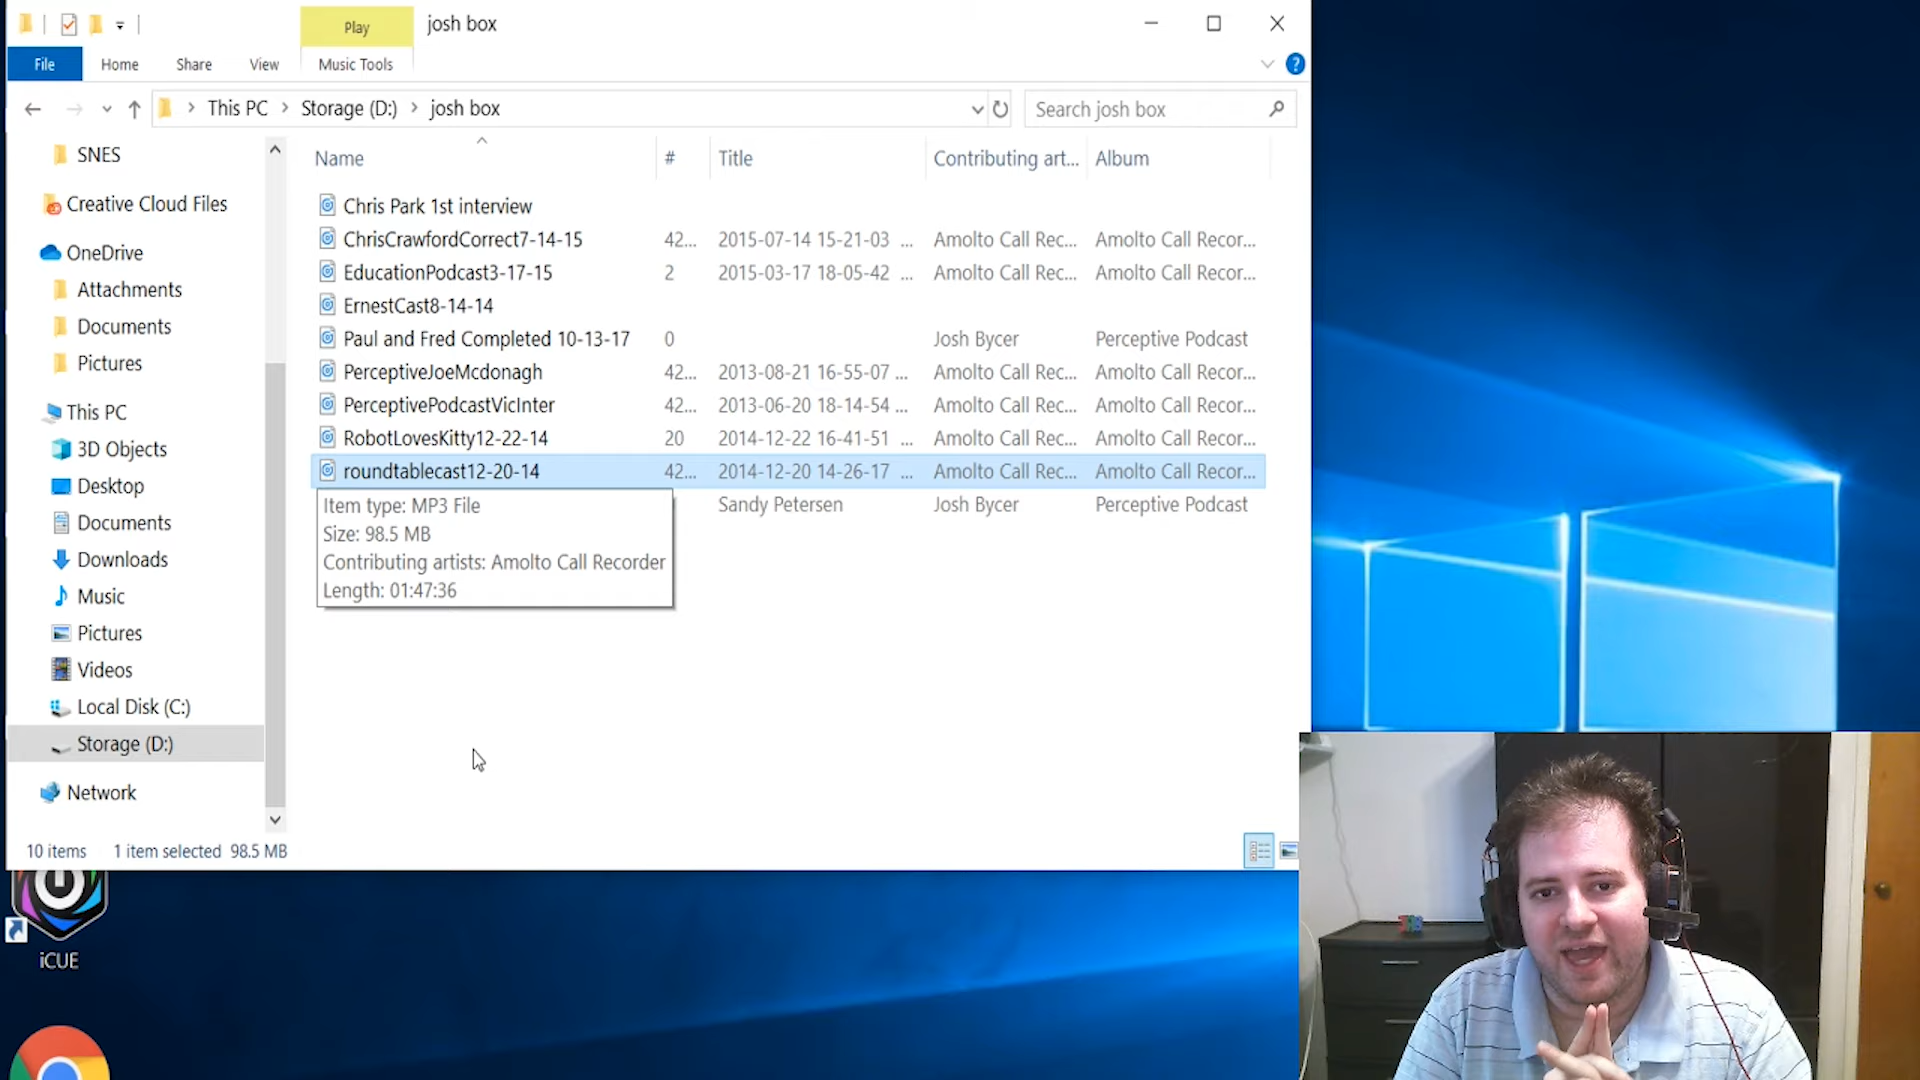 Play
josh box
File
Home
Share
View
Music Tools
This PC
Storage (D:)
josh box
Search josh box
Name
#
Title
Contributing art...
Album
SNES
Creative Cloud Files
OneDrive
Attachments
Documents
Pictures
This PC
3D Objects
Desktop
Documents
Downloads
Music
Pictures
Videos
Local Disk (C:)
Storage (D:)
Network
Chris Park 1st interview
ChrisCrawfordCorrect7-14-15 42... 2015-07-14 15-21-03 ... Amolto Call Rec... Amolto Call Recor...
EducationPodcast3-17-15 2 2015-03-17 18-05-42 ... Amolto Call Rec... Amolto Call Recor...
ErnestCast8-14-14
Paul and Fred Completed 10-13-17 0 Josh Bycer Perceptive Podcast
PerceptiveJoeMcdonagh 42... 2013-08-21 16-55-07 ... Amolto Call Rec... Amolto Call Recor...
PerceptivePodcastVicInter 42... 2013-06-20 18-14-54 ... Amolto Call Rec... Amolto Call Recor...
RobotLovesKitty12-22-14 20 2014-12-22 16-41-51 ... Amolto Call Rec... Amolto Call Recor...
roundtablecast12-20-14 42... 2014-12-20 14-26-17 ... Amolto Call Rec... Amolto Call Recor...
Sandy Petersen Josh Bycer Perceptive Podcast
Item type: MP3 File
Size: 98.5 MB
Contributing artists: Amolto Call Recorder
Length: 01:47:36
10 items 1 item selected 98.5 MB
iCUE